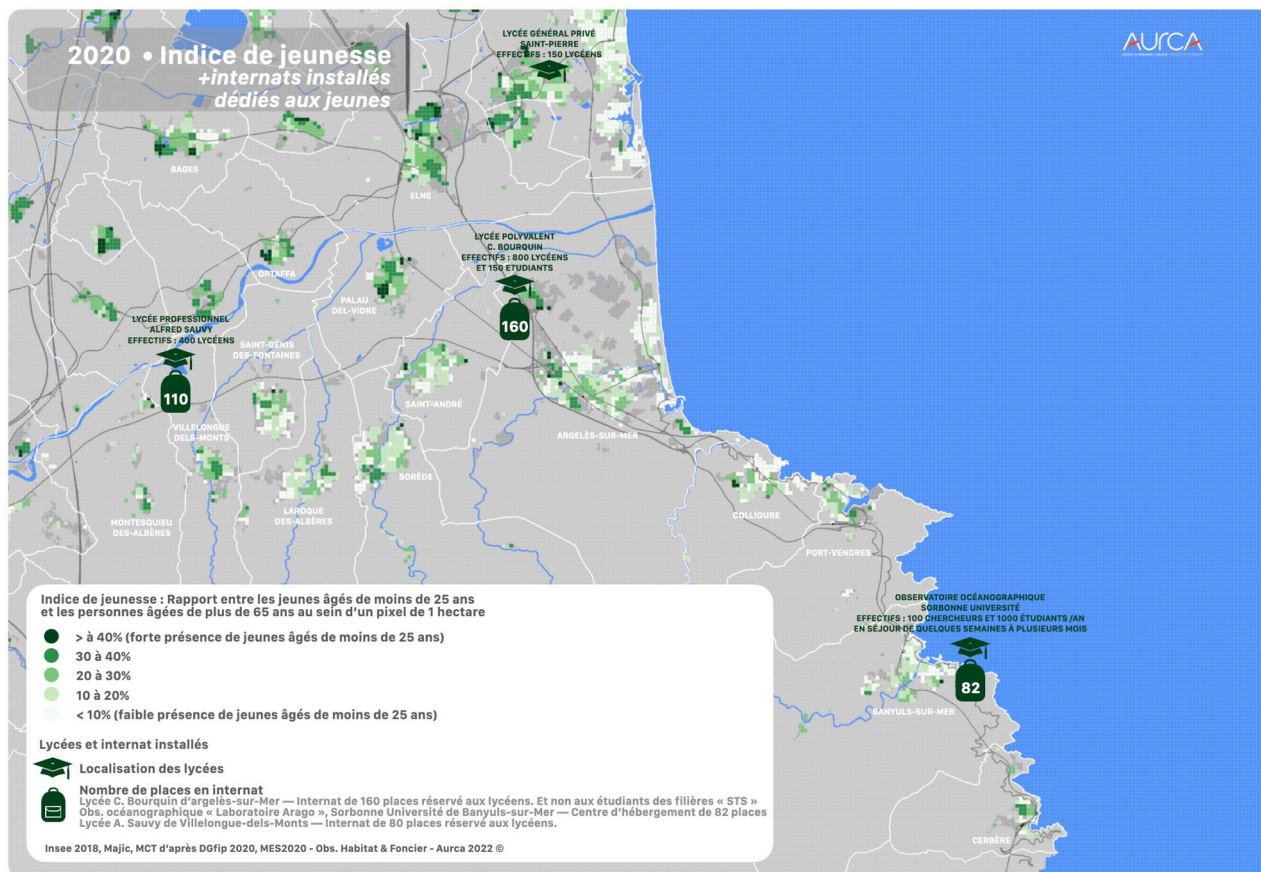 2020 • Indice de jeunesse
+internats installés
dédiés aux jeunes
LYCÉE GÉNÉRAL PRIVÉ
SAINT-PIERRE
EFFECTIFS : 150 LYCÉENS
AURCA
BAGES
ELNE
LYCÉE POLYVALENT
C. BOURQUIN
EFFECTIFS : 800 LYCÉENS
ET 150 ETUDIANTS
160
ORTAFFA
PALAU
DEL-VIDRE
LYCÉE PROFESSIONNEL
ALFRED SAUVY
EFFECTIFS : 400 LYCÉENS
110
SAINT-GÉNIS
DES-FONTAINES
SAINT-ANDRÉ
VILLELONGUE
DELS-MONTS
ARGELÈS-SUR-MER
SORÈDE
LAROQUE
DES-ALBÈRES
MONTESQUIEU
DES-ALBÈRES
COLLIOURE
PORT-VENDRES
OBSERVATOIRE OCÉANOGRAPHIQUE
SORBONNE UNIVERSITÉ
EFFECTIFS : 100 CHERCHEURS ET 1000 ÉTUDIANTS /AN
EN SÉJOUR DE QUELQUES SEMAINES À PLUSIEURS MOIS
82
BANYULS-SUR-MER
CERBÈRE
Indice de jeunesse : Rapport entre les jeunes âgés de moins de 25 ans
et les personnes âgées de plus de 65 ans au sein d'un pixel de 1 hectare
> à 40% (forte présence de jeunes âgés de moins de 25 ans)
30 à 40%
20 à 30%
10 à 20%
< 10% (faible présence de jeunes âgés de moins de 25 ans)
Lycées et internat installés
Localisation des lycées
Nombre de places en internat
Lycée C. Bourquin d'argelès-sur-Mer — Internat de 160 places réservé aux lycéens. Et non aux étudiants des filières « STS »
Obs. océanographique « Laboratoire Arago », Sorbonne Université de Banyuls-sur-Mer — Centre d'hébergement de 82 places
Lycée A. Sauvy de Villelongue-dels-Monts — Internat de 80 places réservé aux lycéens.
Insee 2018, Majic, MCT d'après DGfip 2020, MES2020 - Obs. Habitat & Foncier - Aurca 2022 ©